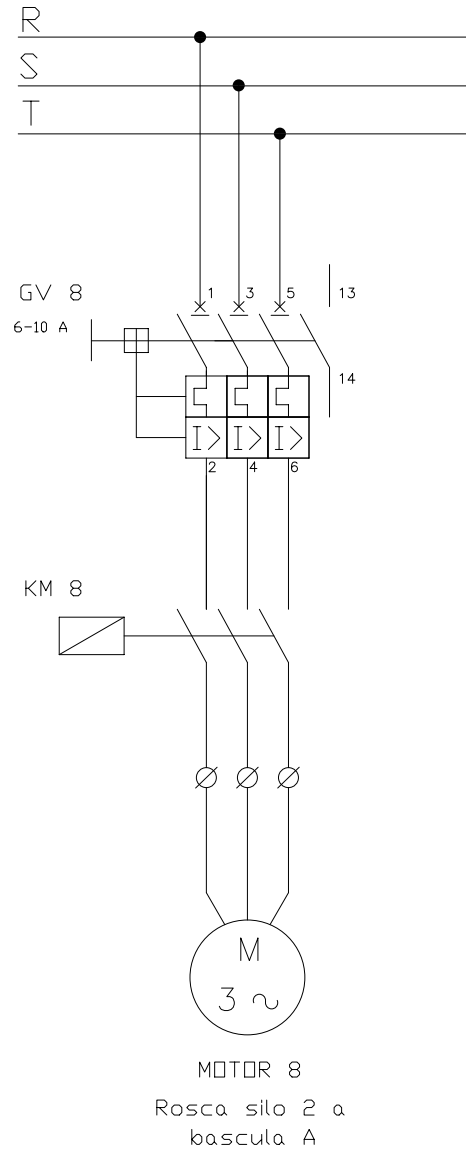 R
S
T
1 3 5 13
GV 8
6-10 A
14
I> I> I>
2 4 6
KM 8
M
3 ~
MOTOR 8
Rosca silo 2 a
bascula A